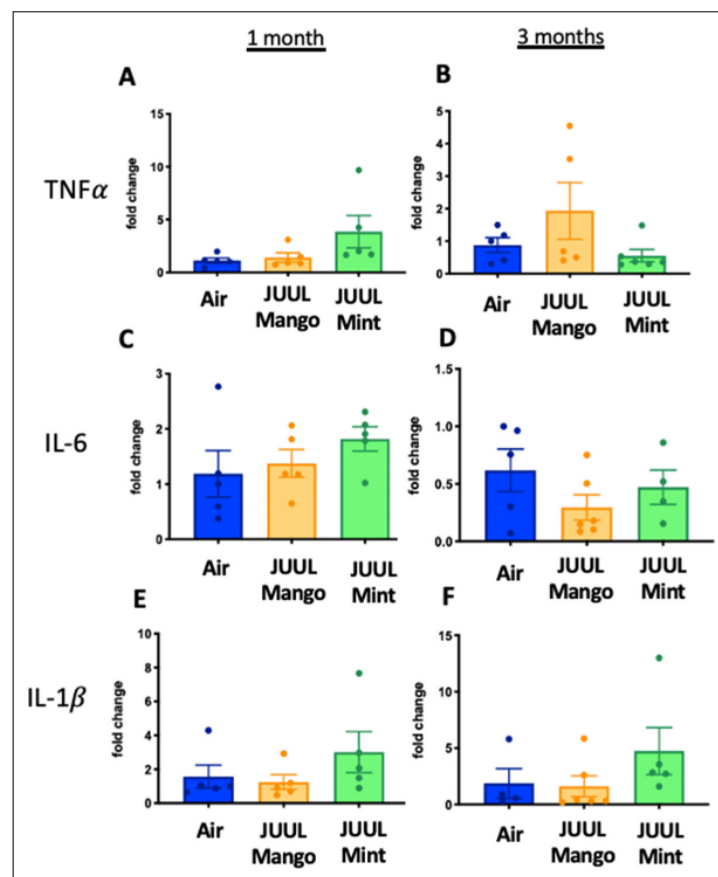 1 month
3 months
A
B
TNFα
fold change
15
10
5
0
Air
JUUL
Mango
JUUL
Mint
fold change
5
4
3
2
1
0
Air
JUUL
Mango
JUUL
Mint
C
D
IL-6
fold change
3
2
1
0
Air
JUUL
Mango
JUUL
Mint
fold change
1.5
1.0
0.5
0.0
Air
JUUL
Mango
JUUL
Mint
E
F
IL-1β
fold change
10
8
6
4
2
0
Air
JUUL
Mango
JUUL
Mint
fold change
15
10
5
0
Air
JUUL
Mango
JUUL
Mint